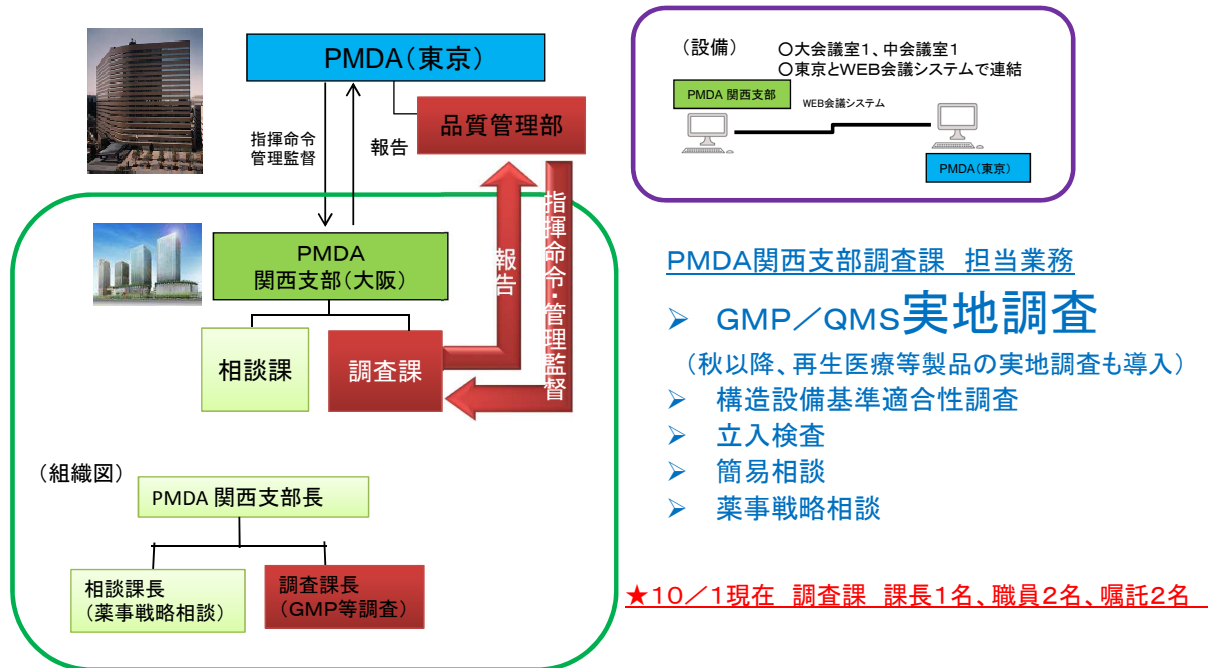 PMDA(東京)
品質管理部
指揮命令
管理監督
報告
報告
指揮命令・管理監督
PMDA
関西支部(大阪)
相談課
調査課
(組織図)
PMDA 関西支部長
相談課長
(薬事戦略相談)
調査課長
(GMP等調査)
(設備) ○大会議室1、中会議室1
○東京とWEB会議システムで連結
PMDA 関西支部
WEB会議システム
PMDA(東京)
PMDA関西支部調査課 担当業務
➢ GMP/QMS実地調査
(秋以降、再生医療等製品の実地調査も導入)
➢ 構造設備基準適合性調査
➢ 立入検査
➢ 簡易相談
➢ 薬事戦略相談
★10/1現在 調査課 課長1名、職員2名、嘱託2名